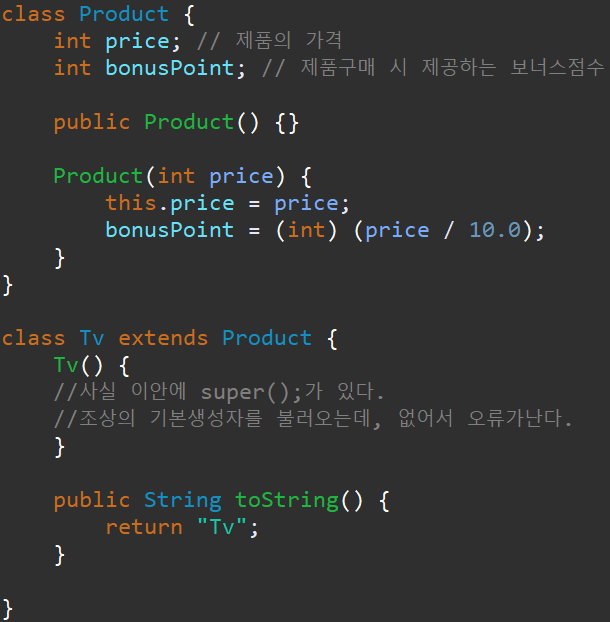 class Product {
    int price; // 제품의 가격
    int bonusPoint; // 제품구매 시 제공하는 보너스점수
    public Product() {}
    Product(int price) {
        this.price = price;
        bonusPoint = (int) (price / 10.0);
    }
}
class Tv extends Product {
    Tv() {
    //사실 이안에 super();가 있다.
    //조상의 기본생성자를 불러오는데, 없어서 오류가난다.
    }
    public String toString() {
        return "Tv";
    }
}